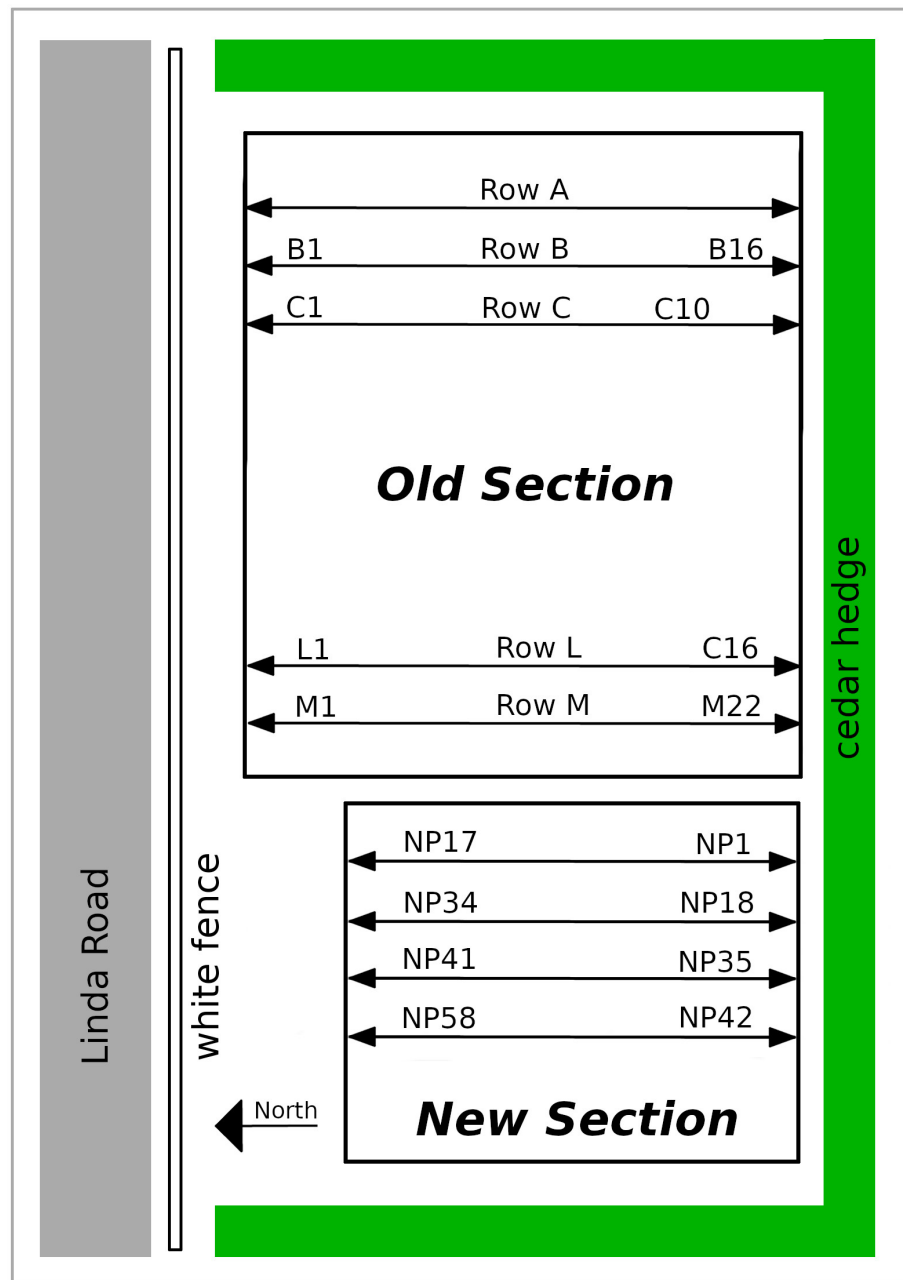 Row A
B1 Row B B16
C1 Row C C10
Old Section
L1 Row L C16
M1 Row M M22
cedar hedge
NP17 NP1
NP34 NP18
NP41 NP35
NP58 NP42
Linda Road
white fence
North
New Section